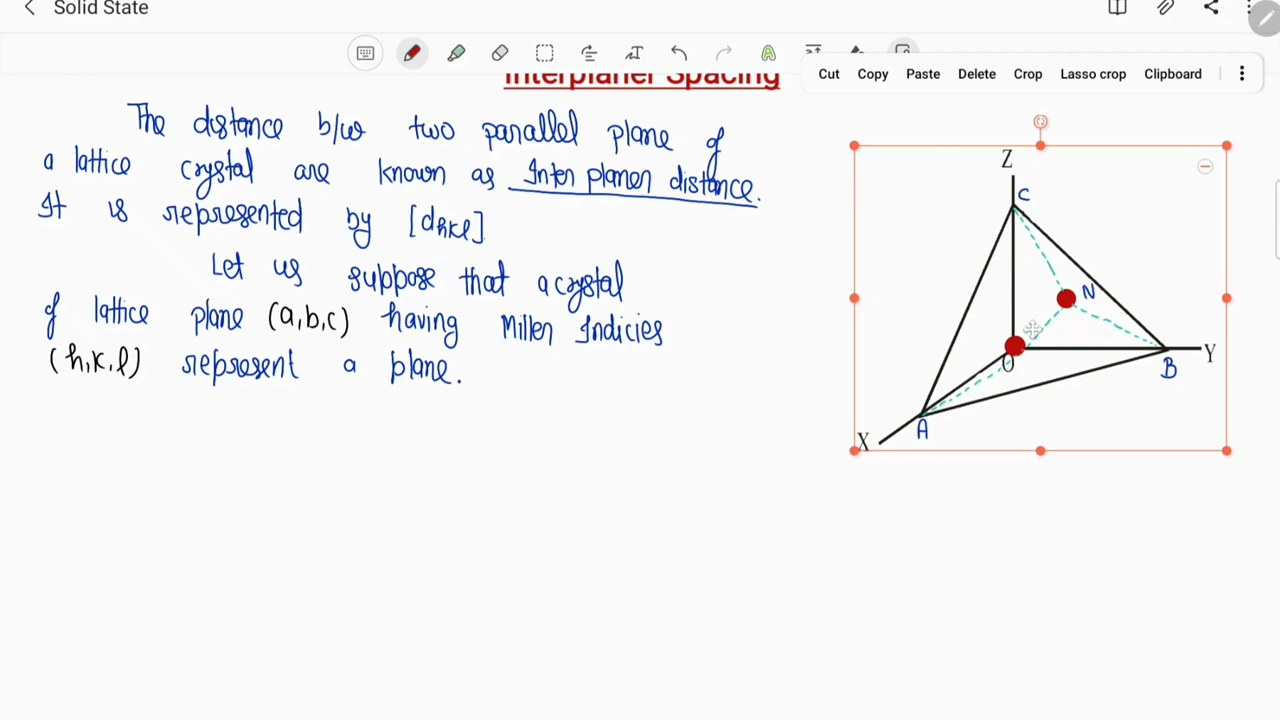 Solid State
Cut Copy Paste Delete Crop Lasso crop Clipboard
Interplaner Spacing
The distance b/w two parallel plane of
a lattice crystal are known as Inter planer distance.
It is represented by [dhkl]
Let us suppose that a crystal
of lattice plane (a,b,c) having Miller Indicies
(h,k,l) represent a plane.
Z
C
N
O
Y
B
A
X